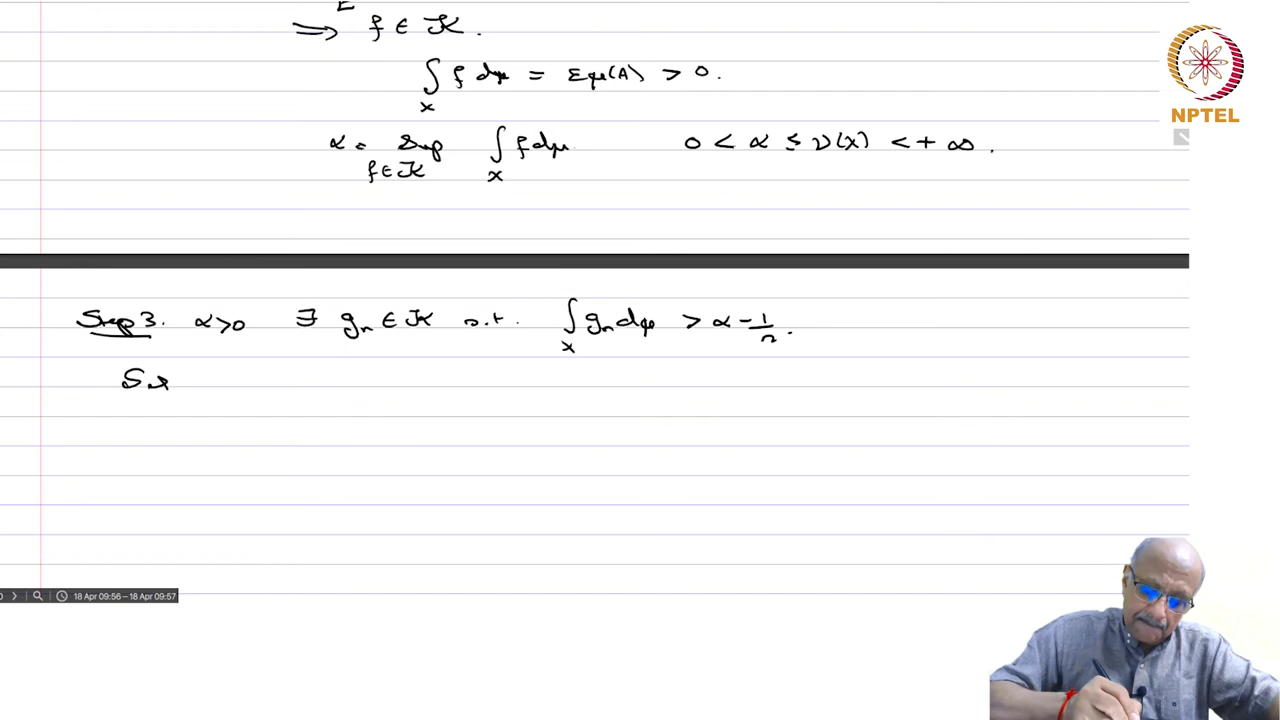 E
⟹ f ∈ K.
∫_X f dμ = εμ(A) > 0.
NPTEL
α = Sup_{f∈K} ∫_X f dμ. 0 < α ≤ ν(X) < +∞.
Step 3. α>0 ∃ g_n ∈ K s.t. ∫_X g_n dμ > α - 1/n.
18 Apr 09:56 – 18 Apr 09:57